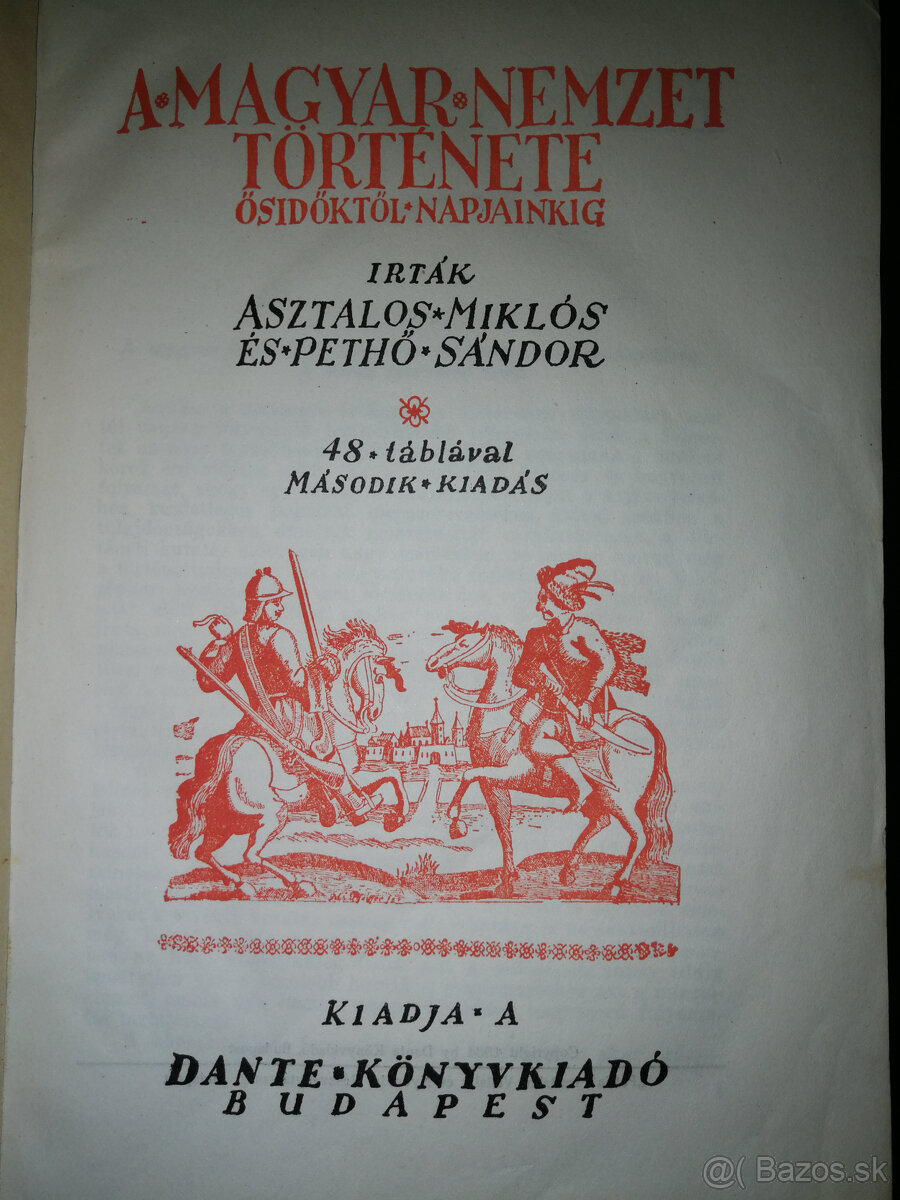 A MAGYAR NEMZET
TÖRTÉNETE
ŐSIDŐKTŐL NAPJAINKIG
IRTÁK
ASZTALOS MIKLÓS
ÉS PETHŐ SÁNDOR
48 táblával
MÁSODIK KIADÁS
KIADJA A
DANTE KÖNYVKIADÓ
BUDAPEST
@( Bazos.sk